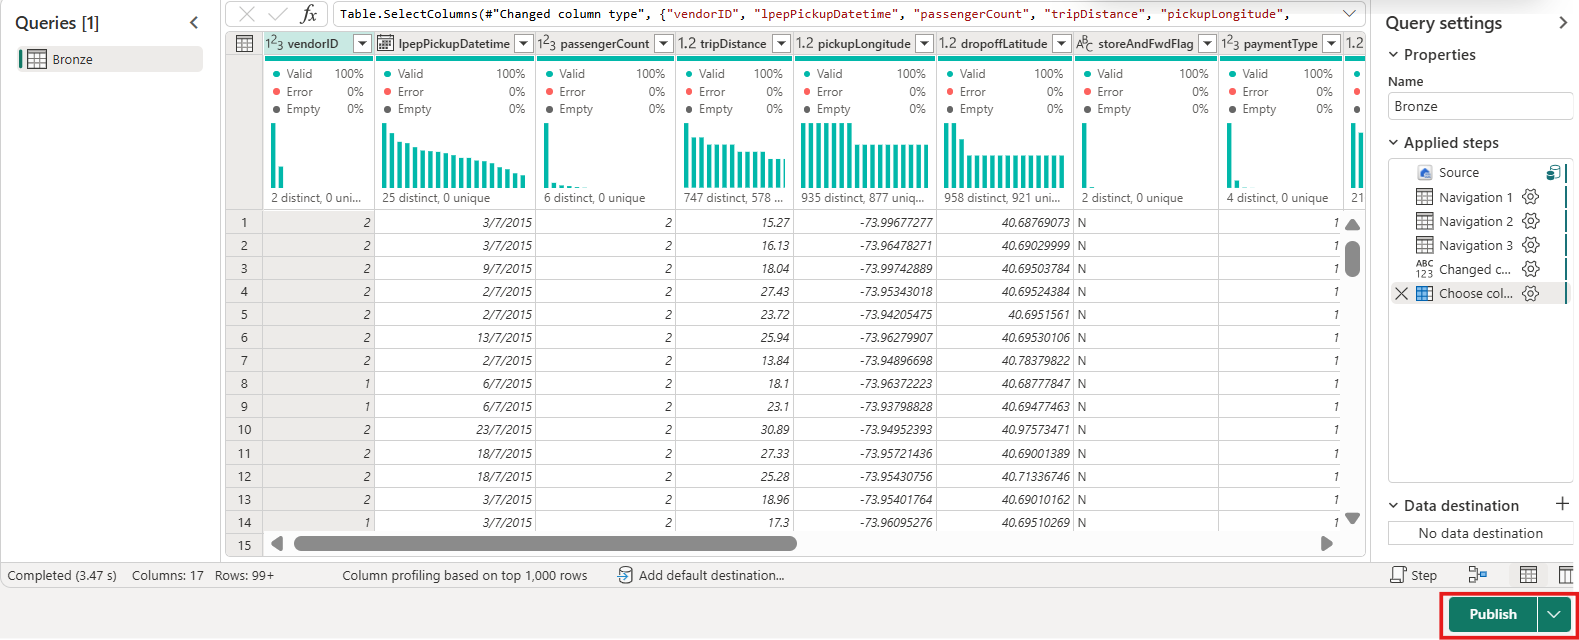 Queries [1]
Bronze
fx
Table.SelectColumns(#"Changed column type", {"vendorID", "lpepPickupDatetime", "passengerCount", "tripDistance", "pickupLongitude",
1²3 vendorID lpepPickupDatetime 1²3 passengerCount 1.2 tripDistance 1.2 pickupLongitude 1.2 dropoffLatitude ABC storeAndFwdFlag 1²3 paymentType 1.2
Valid 100% Valid 100% Valid 100% Valid 100% Valid 100% Valid 100% Valid 100% Valid 100%
Error 0% Error 0% Error 0% Error 0% Error 0% Error 0% Error 0% Error 0%
Empty 0% Empty 0% Empty 0% Empty 0% Empty 0% Empty 0% Empty 0% Empty 0%
2 distinct, 0 uni... 25 distinct, 0 unique 6 distinct, 0 unique 747 distinct, 578 ... 935 distinct, 877 uniq... 958 distinct, 921 uni... 2 distinct, 0 unique 4 distinct, 0 unique 21
1 2 3/7/2015 2 15.27 -73.99677277 40.68769073 N 1
2 2 3/7/2015 2 16.13 -73.96478271 40.69029999 N 1
3 2 9/7/2015 2 18.04 -73.99742889 40.69503784 N 1
4 2 2/7/2015 2 27.43 -73.95343018 40.69524384 N 1
5 2 2/7/2015 2 23.72 -73.94205475 40.6951561 N 1
6 2 13/7/2015 2 25.94 -73.96279907 40.69530106 N 1
7 2 2/7/2015 2 13.84 -73.94896698 40.78379822 N 1
8 1 6/7/2015 2 18.1 -73.96372223 40.68777847 N 1
9 1 6/7/2015 2 23.1 -73.93798828 40.69477463 N 1
10 2 23/7/2015 2 30.89 -73.94952393 40.97573471 N 1
11 2 18/7/2015 2 27.33 -73.95721436 40.69001389 N 1
12 2 18/7/2015 2 25.28 -73.95430756 40.71336746 N 1
13 2 3/7/2015 2 18.96 -73.95401764 40.69010162 N 1
14 1 3/7/2015 2 17.3 -73.96095276 40.69510269 N 1
15
Completed (3.47 s) Columns: 17 Rows: 99+ Column profiling based on top 1,000 rows Add default destination...
Query settings
Properties
Name
Bronze
Applied steps
Source
Navigation 1
Navigation 2
Navigation 3
ABC
123 Changed c...
Choose col...
Data destination
No data destination
Step
Publish